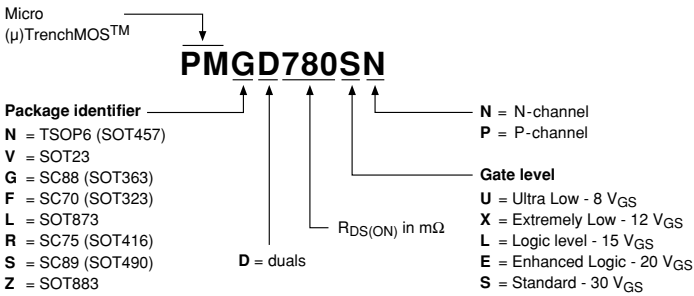 Micro
(µ)TrenchMOSTM
PMGD780SN
Package identifier
N = TSOP6 (SOT457)
V = SOT23
G = SC88 (SOT363)
F = SC70 (SOT323)
L = SOT873
R = SC75 (SOT416)
S = SC89 (SOT490)
Z = SOT883
D = duals
RDS(ON) in mΩ
N = N-channel
P = P-channel
Gate level
U = Ultra Low - 8 VGS
X = Extremely Low - 12 VGS
L = Logic level - 15 VGS
E = Enhanced Logic - 20 VGS
S = Standard - 30 VGS